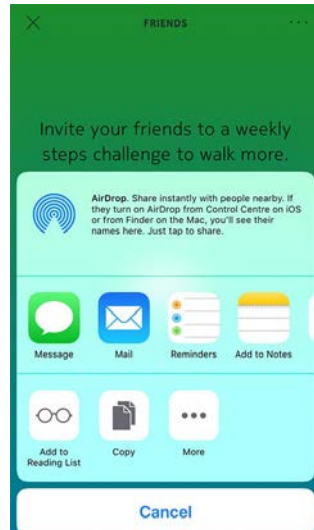 FRIENDS
Invite your friends to a weekly
steps challenge to walk more.
AirDrop. Share instantly with people nearby. If
they turn on AirDrop from Control Centre on iOS
or from Finder on the Mac, you'll see their
names here. Just tap to share.
Message
Mail
Reminders
Add to Notes
Add to
Reading List
Copy
More
Cancel